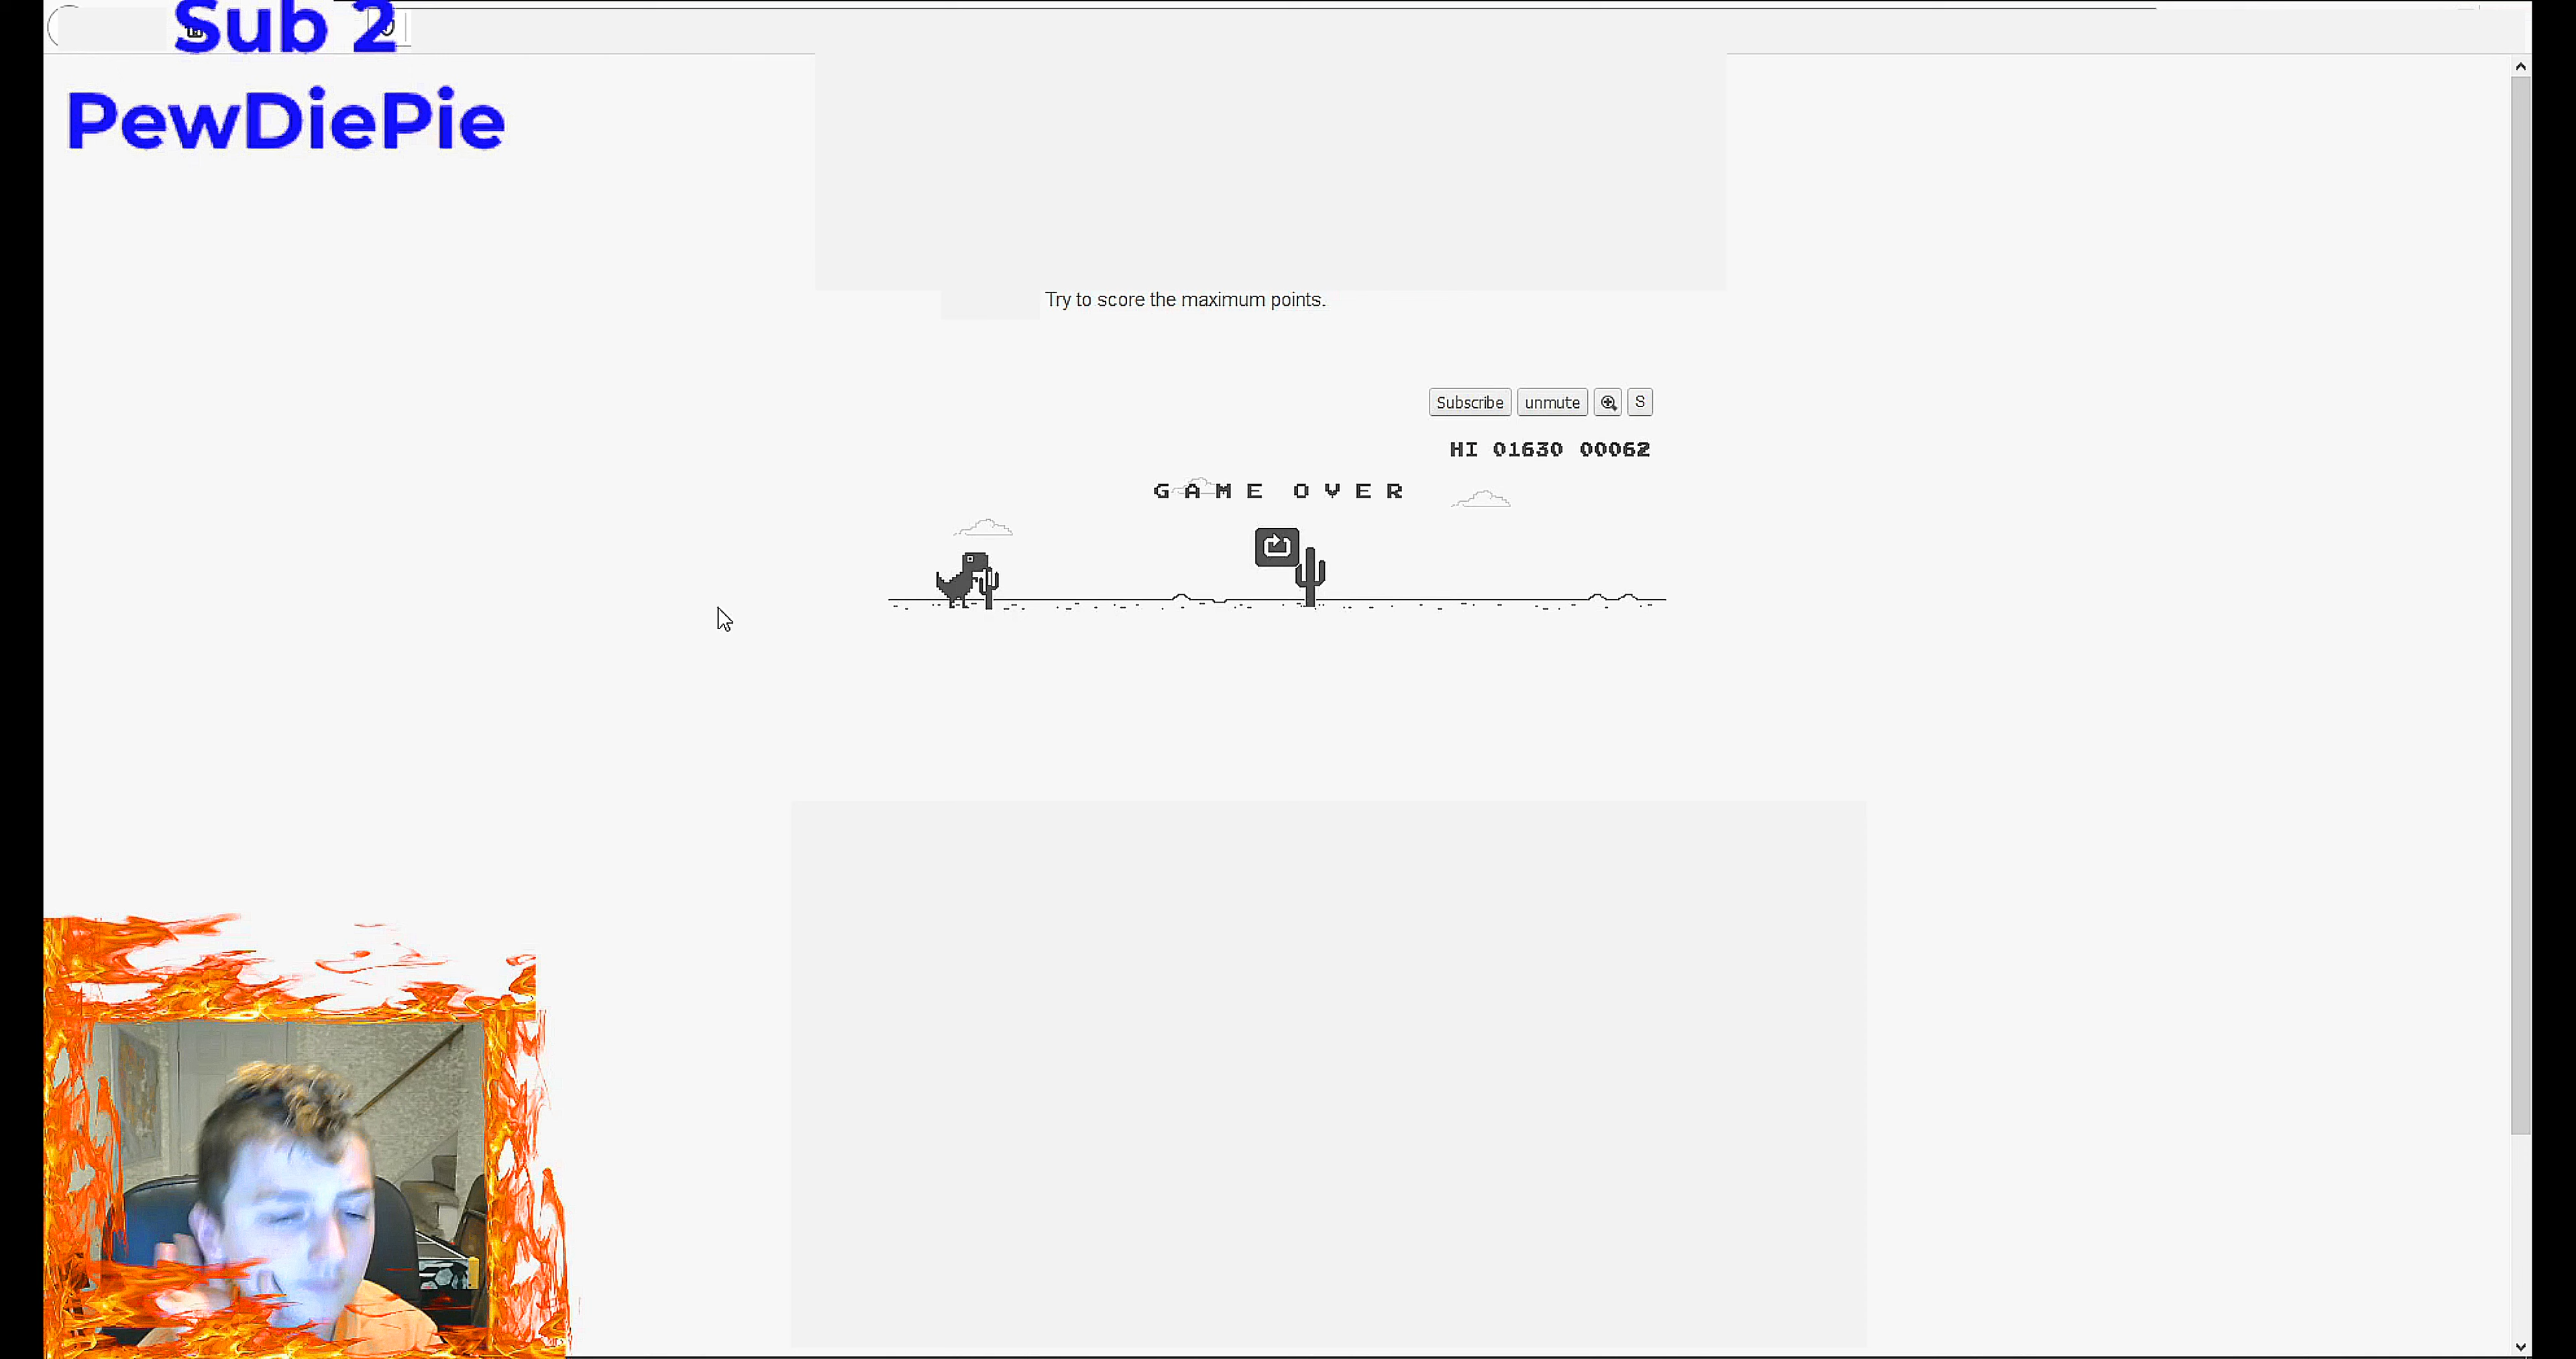 Sub 2
PewDiePie
Try to score the maximum points.
Subscribe unmute S
HI 01630 00062
GAME OVER